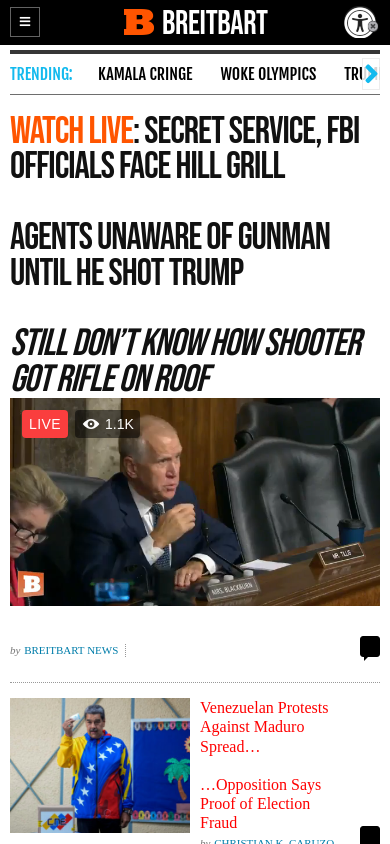 BREITBART
TRENDING:
KAMALA CRINGE
WOKE OLYMPICS
WATCH LIVE: SECRET SERVICE, FBI
OFFICIALS FACE HILL GRILL
AGENTS UNAWARE OF GUNMAN
UNTIL HE SHOT TRUMP
STILL DON'T KNOW HOW SHOOTER
GOT RIFLE ON ROOF
LIVE
1.1K
MR. TILLIS
MRS. BLACKBURN
B
by BREITBART NEWS
Venezuelan Protests
Against Maduro
Spread…
…Opposition Says
Proof of Election
Fraud
by CHRISTIAN K. CARUZO
CNE